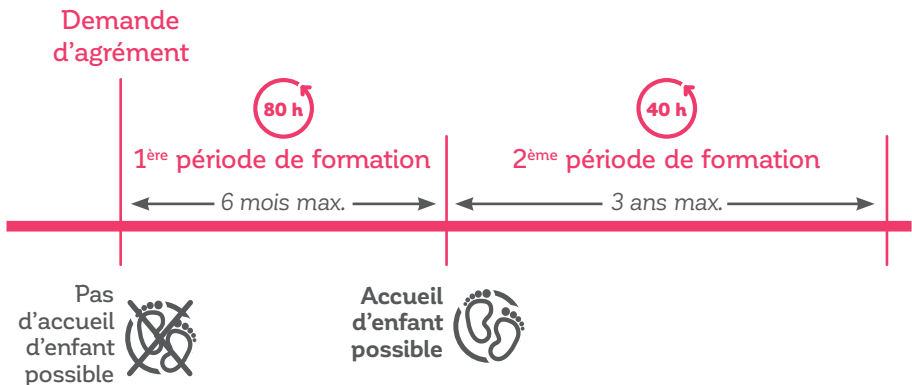 Demande
d’agrément
80 h
40 h
1ère période de formation
2ème période de formation
6 mois max.
3 ans max.
Pas
d’accueil
d’enfant
possible
Accueil
d’enfant
possible